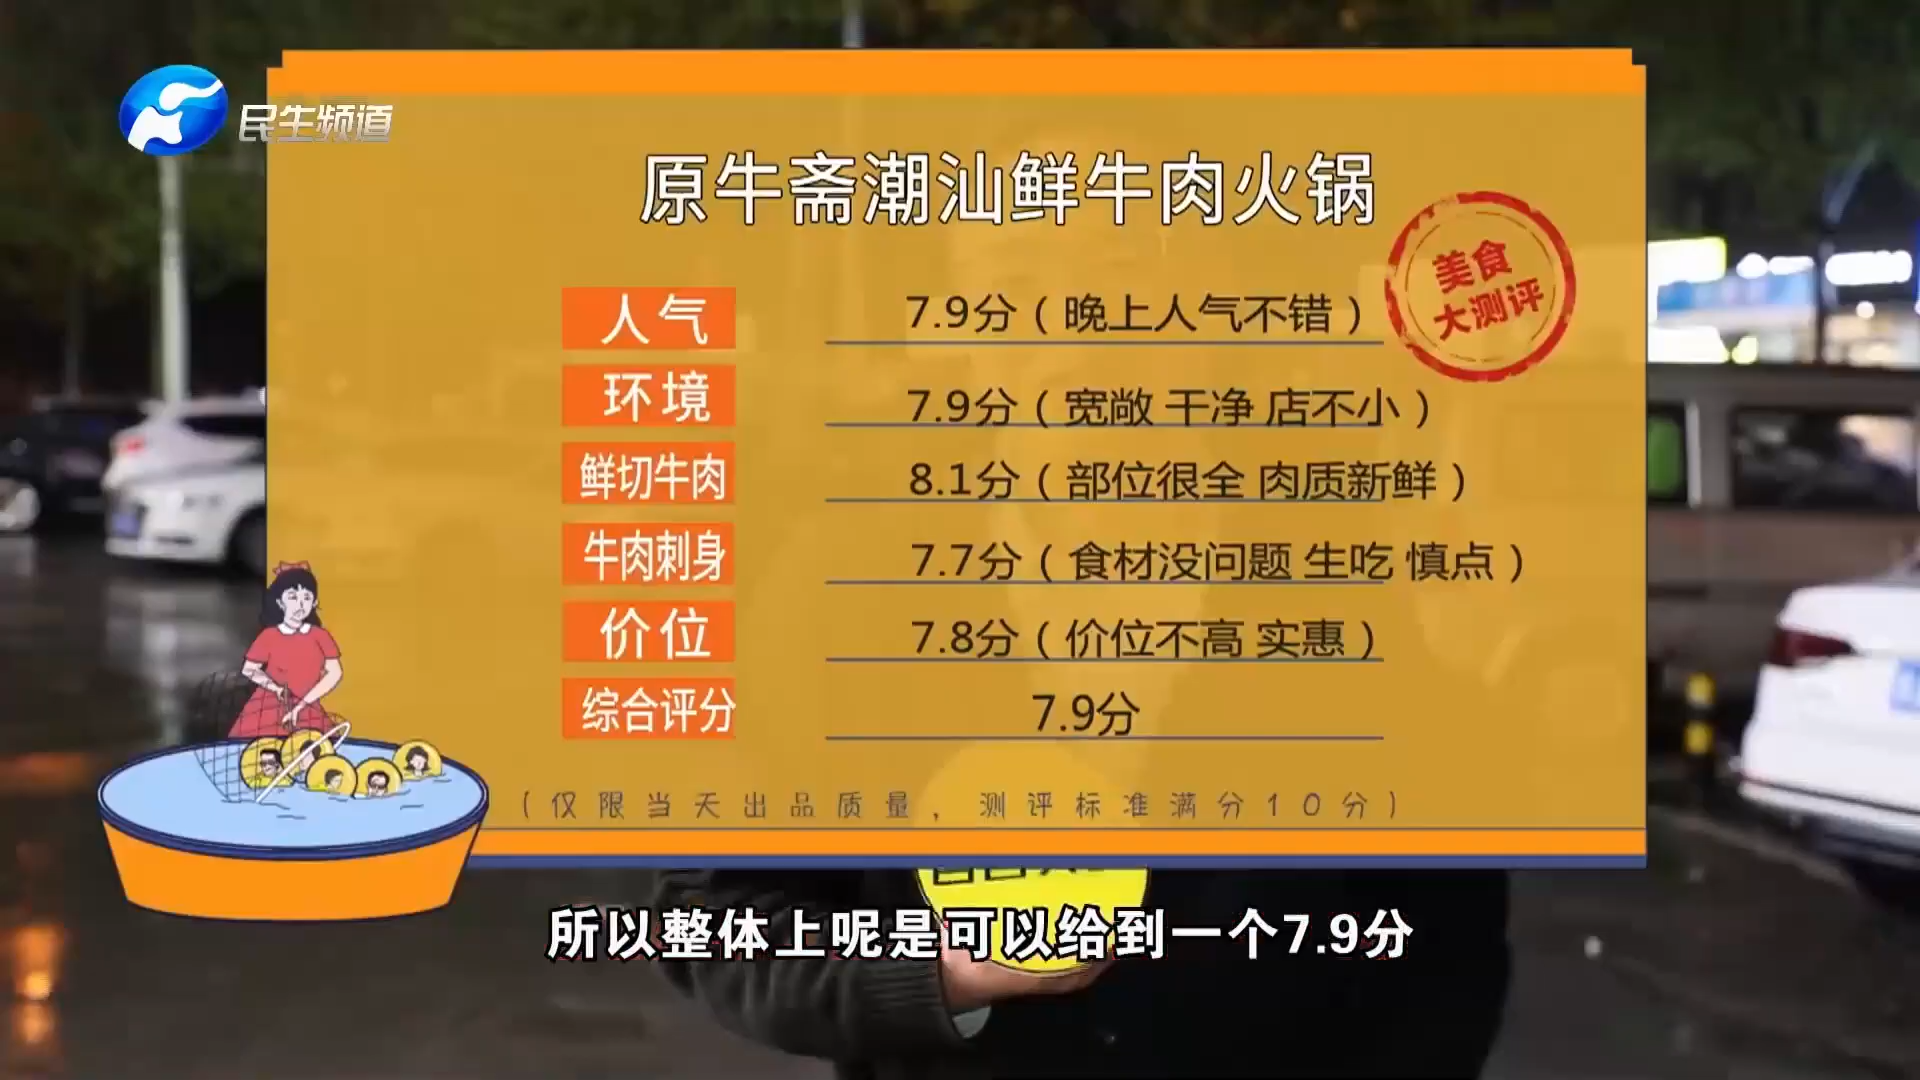 民生频道
原牛斋潮汕鲜牛肉火锅
美食
大测评
人气 7.9分（晚上人气不错）
环境 7.9分（宽敞 干净 店不小）
鲜切牛肉 8.1分（部位很全 肉质新鲜）
牛肉刺身 7.7分（食材没问题 生吃 慎点）
价位 7.8分（价位不高 实惠）
综合评分 7.9分
（仅限当天出品质量，测评标准满分10分）
所以整体上呢是可以给到一个7.9分